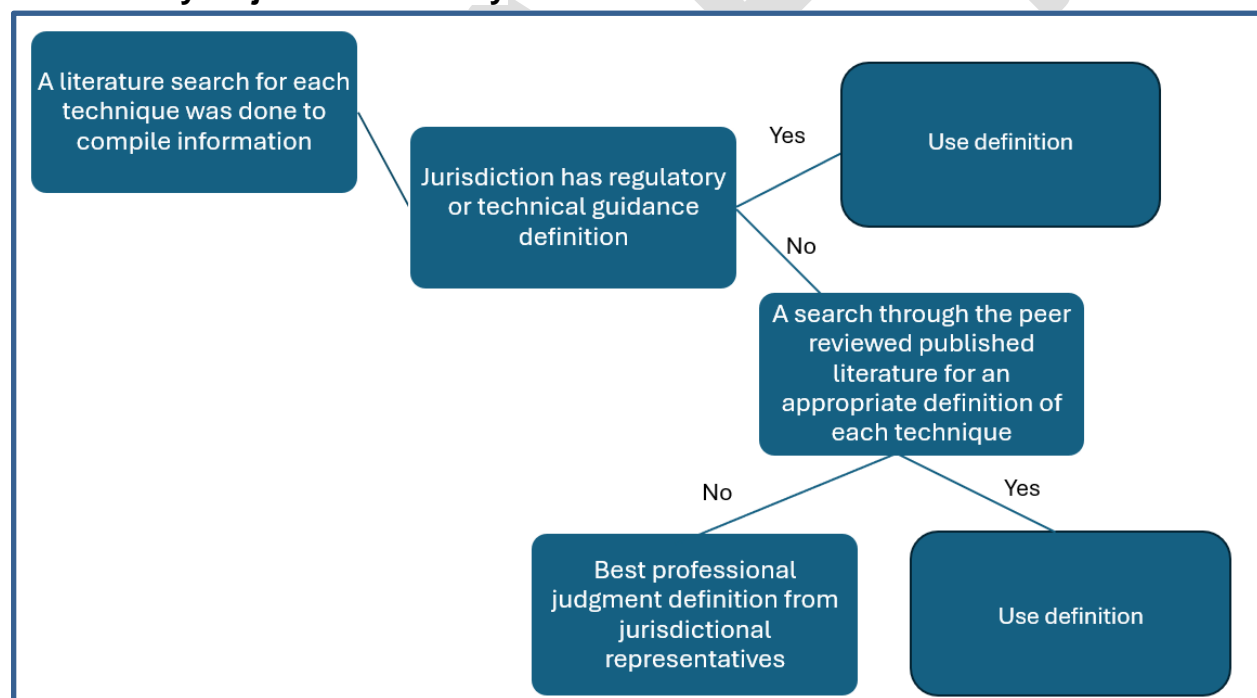 A literature search for each
technique was done to
compile information
Jurisdiction has regulatory
or technical guidance
definition
Yes
Use definition
No
A search through the peer
reviewed published
literature for an
appropriate definition of
each technique
No
Yes
Best professional
judgment definition from
jurisdictional
representatives
Use definition